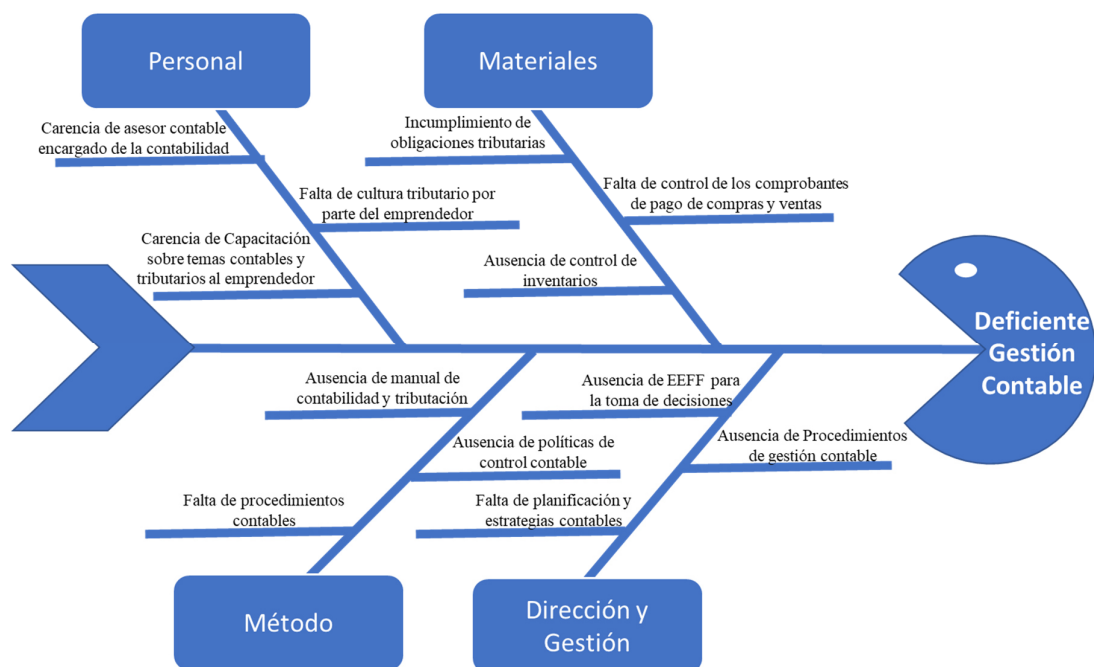 Personal
Materiales
Carencia de asesor contable
encargado de la contabilidad
Incumplimiento de
obligaciones tributarias
Falta de cultura tributario por
parte del emprendedor
Falta de control de los comprobantes
de pago de compras y ventas
Carencia de Capacitación
sobre temas contables y
tributarios al emprendedor
Ausencia de control de
inventarios
Deficiente
Gestión
Contable
Ausencia de manual de
contabilidad y tributación
Ausencia de EEFF para
la toma de decisiones
Ausencia de políticas de
control contable
Ausencia de Procedimientos
de gestión contable
Falta de procedimientos
contables
Falta de planificación y
estrategias contables
Método
Dirección y
Gestión